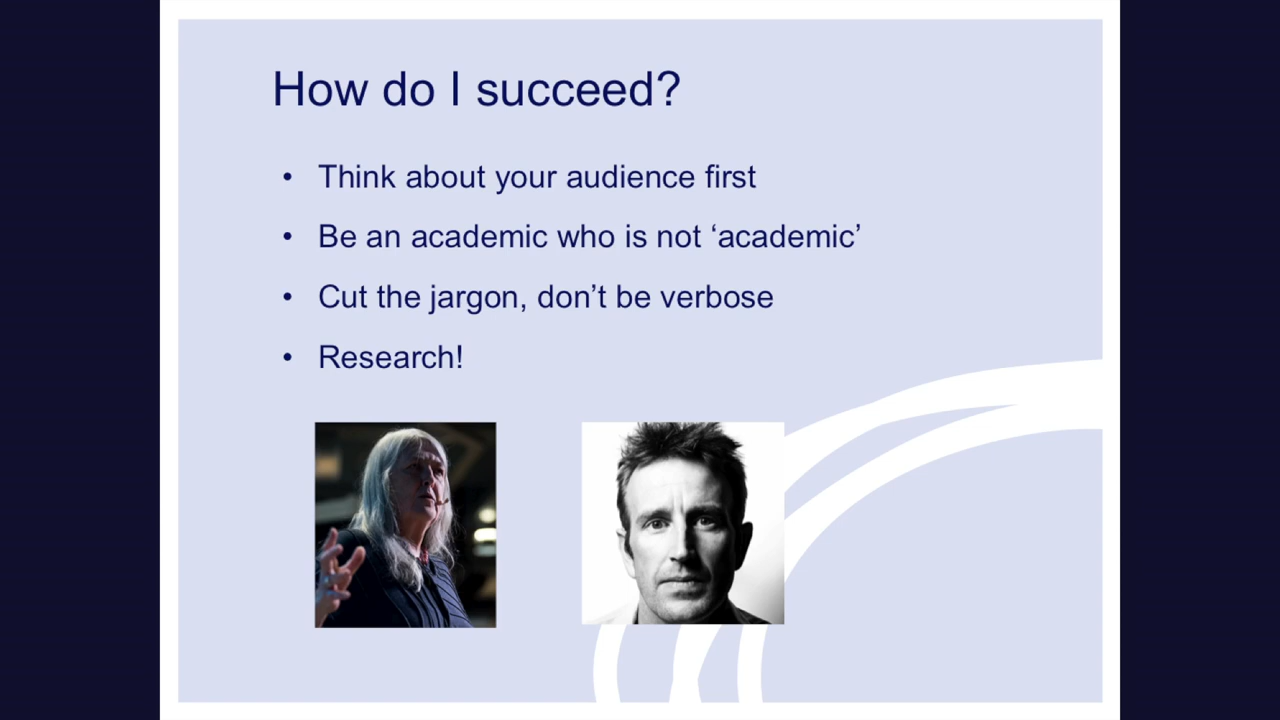 How do I succeed?
• Think about your audience first
• Be an academic who is not ‘academic’
• Cut the jargon, don’t be verbose
• Research!